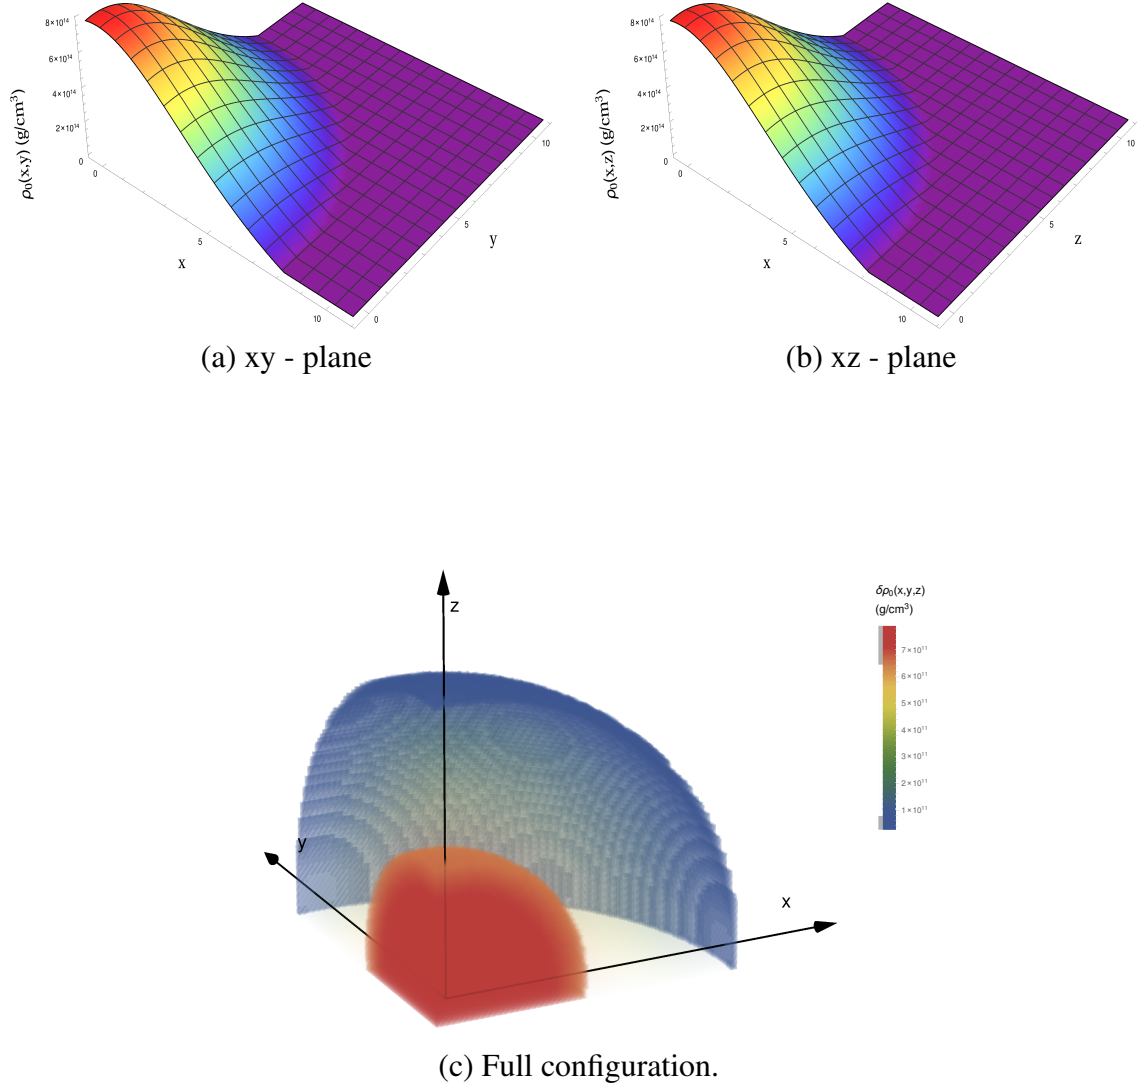 8×10¹⁴
6×10¹⁴
4×10¹⁴
2×10¹⁴
0
ρ₀(x,y) (g/cm³)
0
5
10
x
0
5
10
y
(a) xy - plane
8×10¹⁴
6×10¹⁴
4×10¹⁴
2×10¹⁴
0
ρ₀(x,z) (g/cm³)
0
5
10
x
0
5
10
z
(b) xz - plane
z
y
x
δρ₀(x,y,z)
(g/cm³)
7×10¹¹
6×10¹¹
5×10¹¹
4×10¹¹
3×10¹¹
2×10¹¹
1×10¹¹
(c) Full configuration.